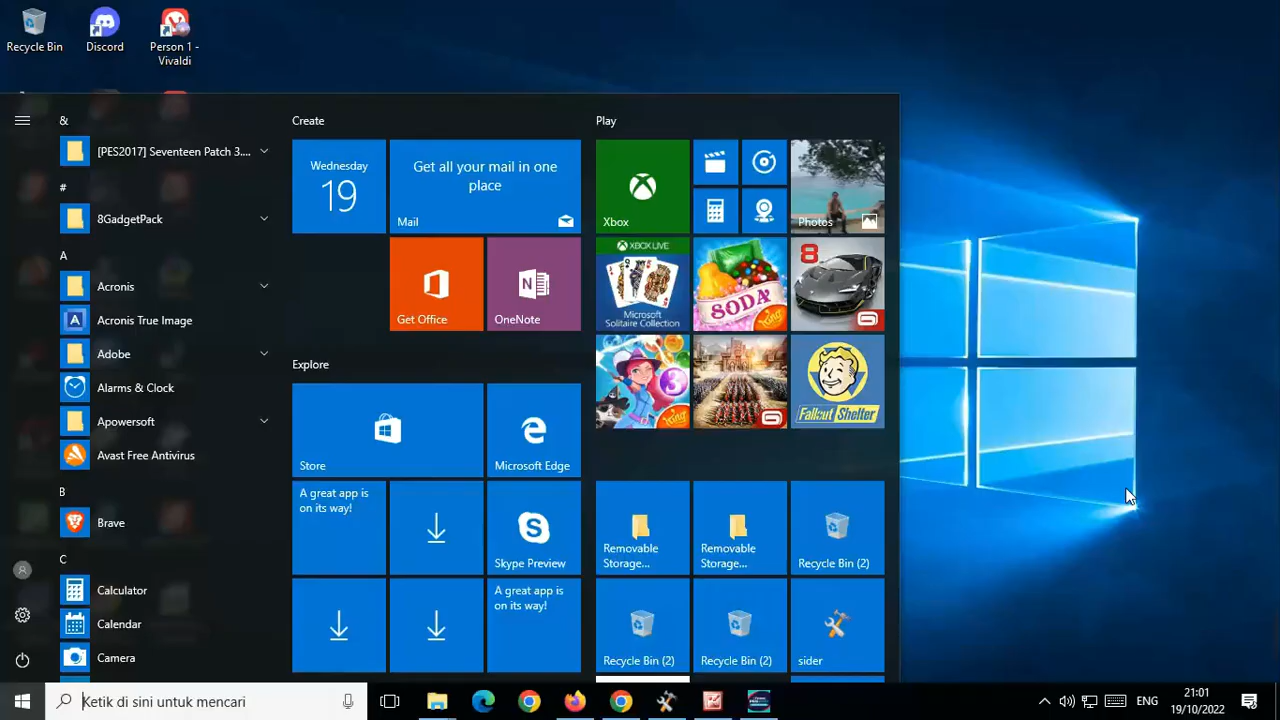 Recycle Bin
Discord
Person 1 -
Vivaldi
&
[PES2017] Seventeen Patch 3....
#
8GadgetPack
A
Acronis
Acronis True Image
Adobe
Alarms & Clock
Apowersoft
Avast Free Antivirus
B
Brave
C
Calculator
Calendar
Camera
Create
Wednesday
19
Get all your mail in one
place
Mail
Get Office
OneNote
Explore
Store
Microsoft Edge
A great app is
on its way!
Skype Preview
A great app is
on its way!
Play
Xbox
Photos
XBOX LIVE
Microsoft
Solitaire Collection
SODA
King
8
King
Fallout Shelter
Removable
Storage...
Removable
Storage...
Recycle Bin (2)
Recycle Bin (2)
Recycle Bin (2)
sider
Ketik di sini untuk mencari
ENG
21:01
19/10/2022